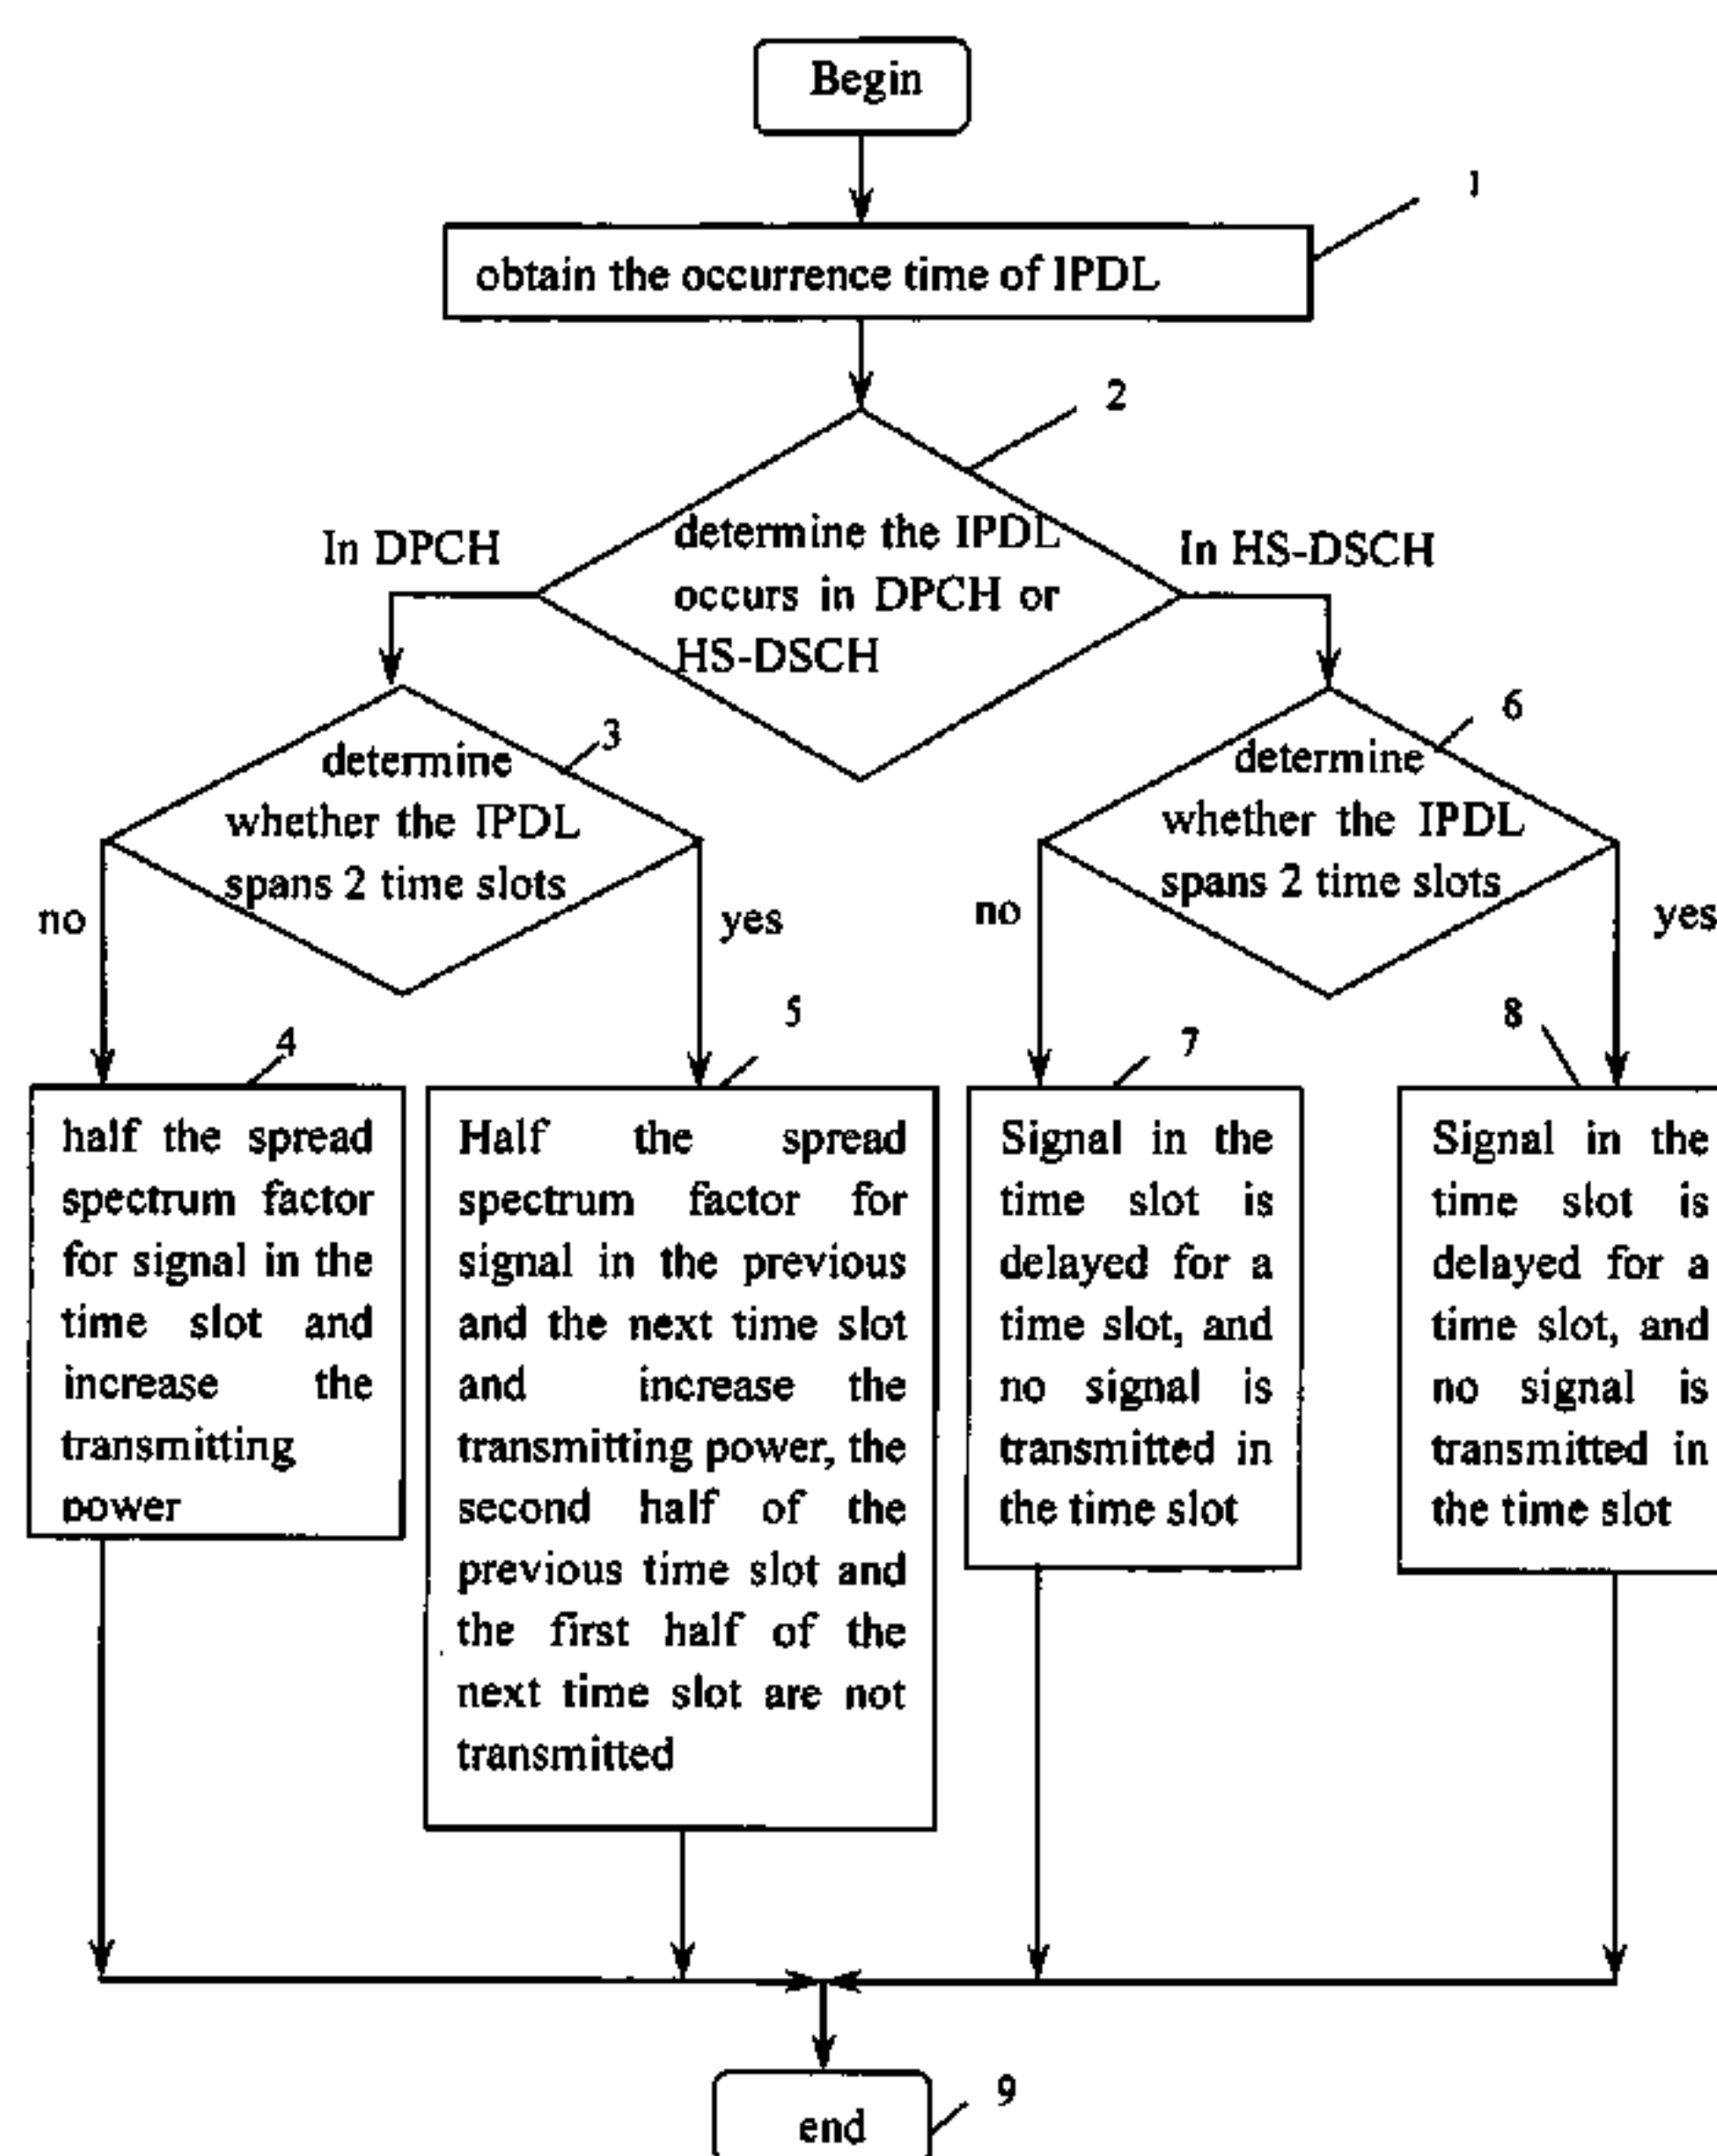 Begin
1
obtain the occurrence time of IPDL
2
In DPCH
determine the IPDL
occurs in DPCH or
HS-DSCH
In HS-DSCH
3
determine
whether the IPDL
spans 2 time slots
6
determine
whether the IPDL
spans 2 time slots
no
yes
no
yes
4
half the spread
spectrum factor
for signal in the
time slot and
increase the
transmitting
power
5
Half the spread
spectrum factor for
signal in the previous
and the next time slot
and increase the
transmitting power, the
second half of the
previous time slot and
the first half of the
next time slot are not
transmitted
7
Signal in the
time slot is
delayed for a
time slot, and
no signal is
transmitted in
the time slot
8
Signal in the
time slot is
delayed for a
time slot, and
no signal is
transmitted in
the time slot
9
end